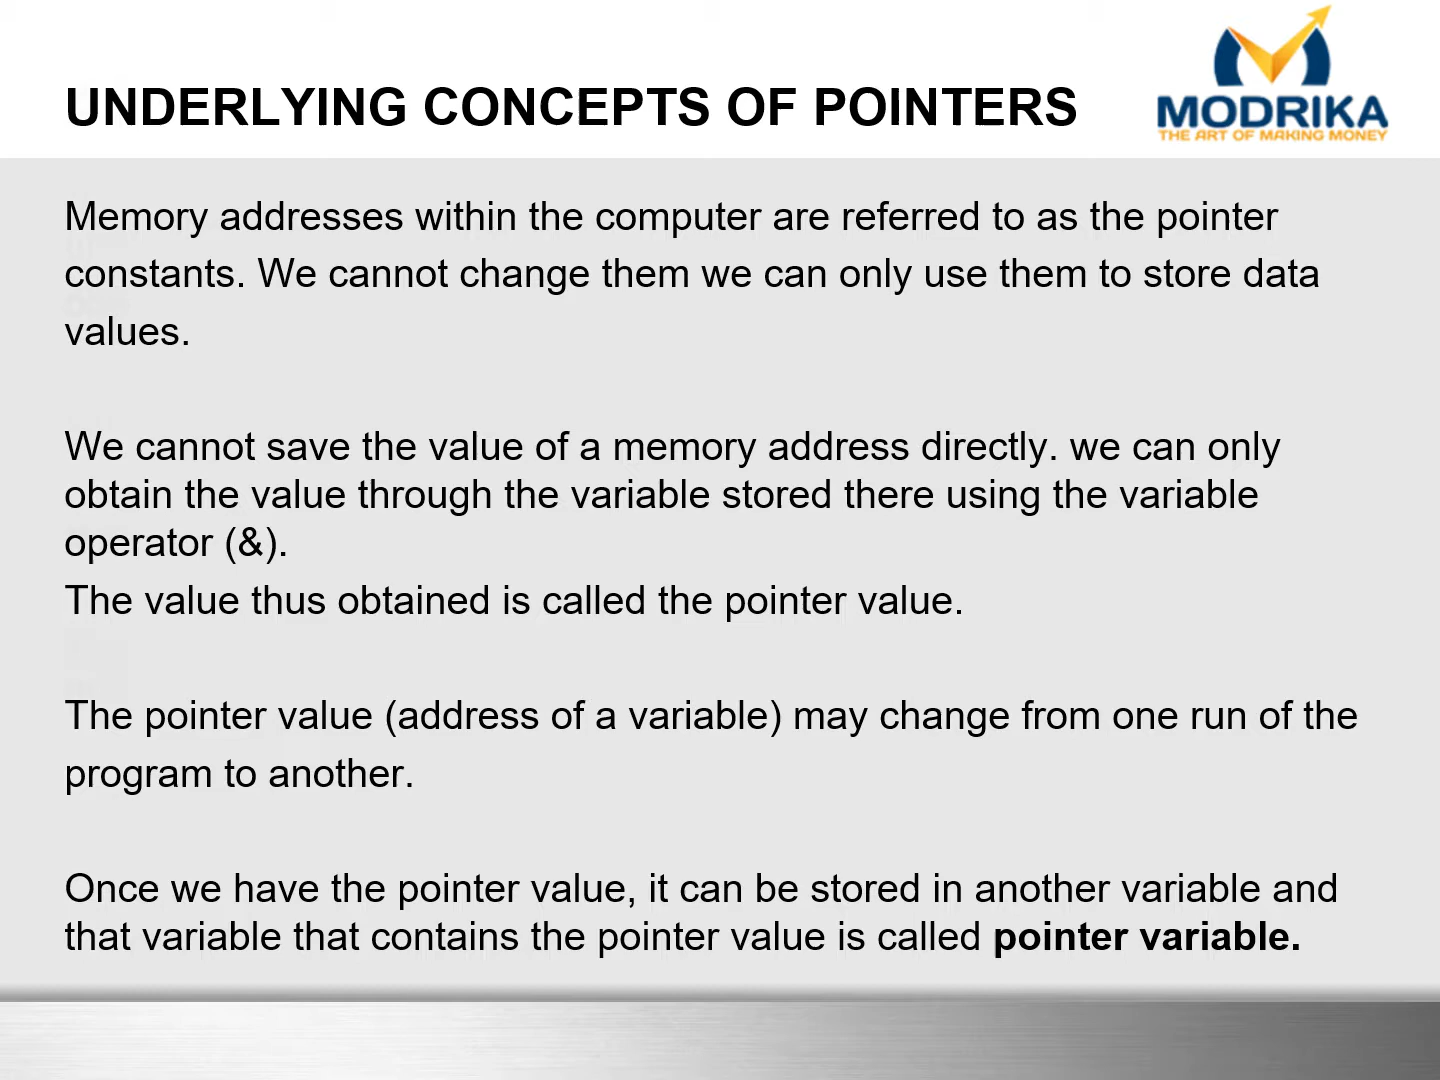 MODRIKA
THE ART OF MAKING MONEY
UNDERLYING CONCEPTS OF POINTERS
Memory addresses within the computer are referred to as the pointer
constants. We cannot change them we can only use them to store data
values.
We cannot save the value of a memory address directly. we can only
obtain the value through the variable stored there using the variable
operator (&).
The value thus obtained is called the pointer value.
The pointer value (address of a variable) may change from one run of the
program to another.
Once we have the pointer value, it can be stored in another variable and
that variable that contains the pointer value is called pointer variable.